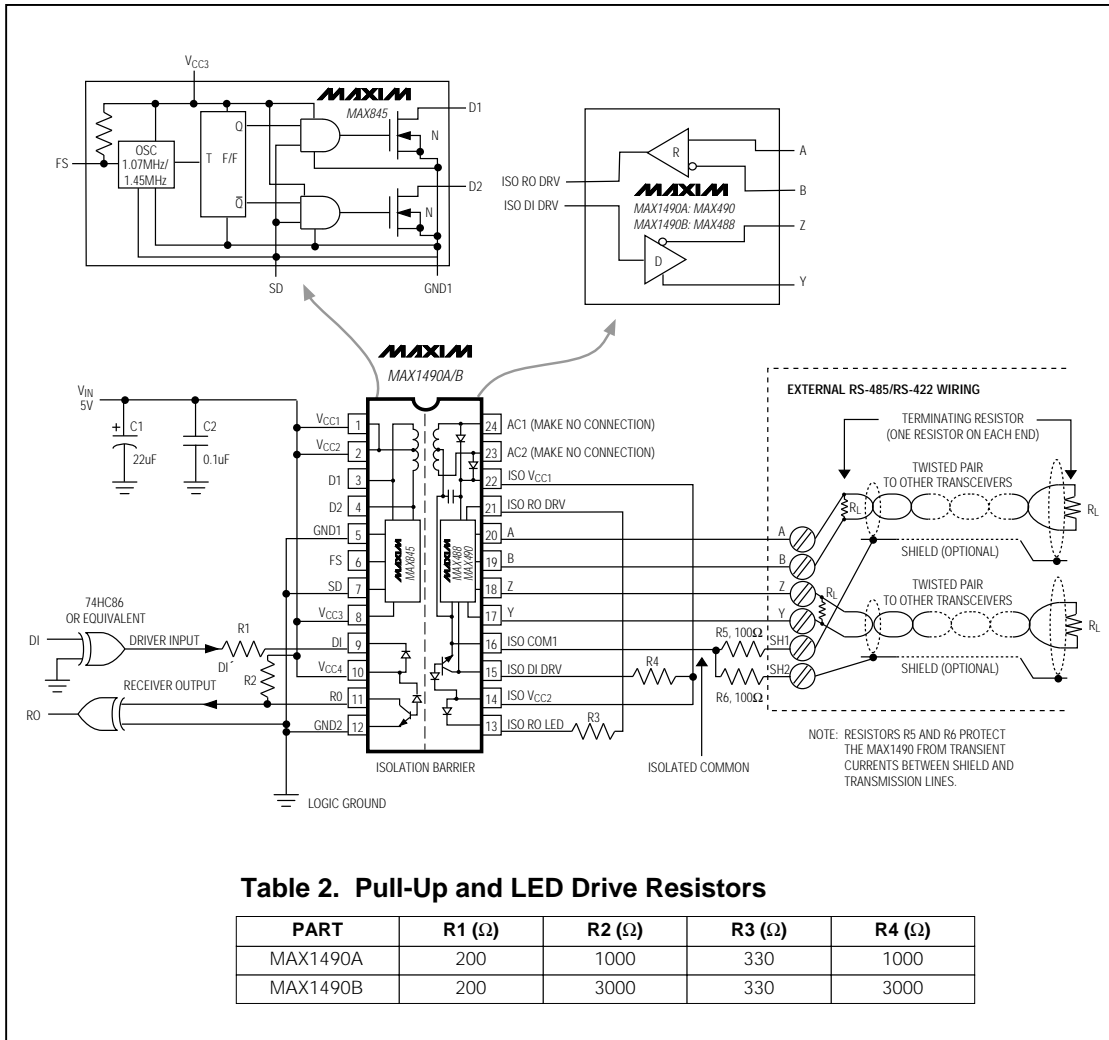 VCC3
MAXIM
MAX845
D1
N
Q
OSC
1.07MHz/
1.45MHz
T F/F
FS
D2
Q̅
N
SD
GND1
ISO RO DRV
ISO DI DRV
R
A
B
MAXIM
MAX1490A: MAX490
MAX1490B: MAX488
Z
D
Y
MAXIM
MAX1490A/B
VIN
5V
+ C1
22uF
C2
0.1uF
VCC1 1
VCC2 2
D1 3
D2 4
GND1 5
FS 6
SD 7
VCC3 8
DI 9
VCC4 10
R0 11
GND2 12
MAXIM
MAX845
MAXIM
MAX488
MAX490
24 AC1 (MAKE NO CONNECTION)
23 AC2 (MAKE NO CONNECTION)
22 ISO VCC1
21 ISO RO DRV
20 A
19 B
18 Z
17 Y
16 ISO COM1
15 ISO DI DRV
14 ISO VCC2
13 ISO RO LED
R3
R4
R5, 100Ω
R6, 100Ω
74HC86
OR EQUIVALENT
DI
DRIVER INPUT
R1
DI´
R2
RECEIVER OUTPUT
RO
LOGIC GROUND
ISOLATION BARRIER
ISOLATED COMMON
EXTERNAL RS-485/RS-422 WIRING
TERMINATING RESISTOR
(ONE RESISTOR ON EACH END)
TWISTED PAIR
TO OTHER TRANSCEIVERS
RL
RL
A
SHIELD (OPTIONAL)
B
Z
TWISTED PAIR
TO OTHER TRANSCEIVERS
RL
Y
RL
SH1
SHIELD (OPTIONAL)
SH2
NOTE: RESISTORS R5 AND R6 PROTECT
THE MAX1490 FROM TRANSIENT
CURRENTS BETWEEN SHIELD AND
TRANSMISSION LINES.
Table 2. Pull-Up and LED Drive Resistors
PART R1 (Ω) R2 (Ω) R3 (Ω) R4 (Ω)
MAX1490A 200 1000 330 1000
MAX1490B 200 3000 330 3000